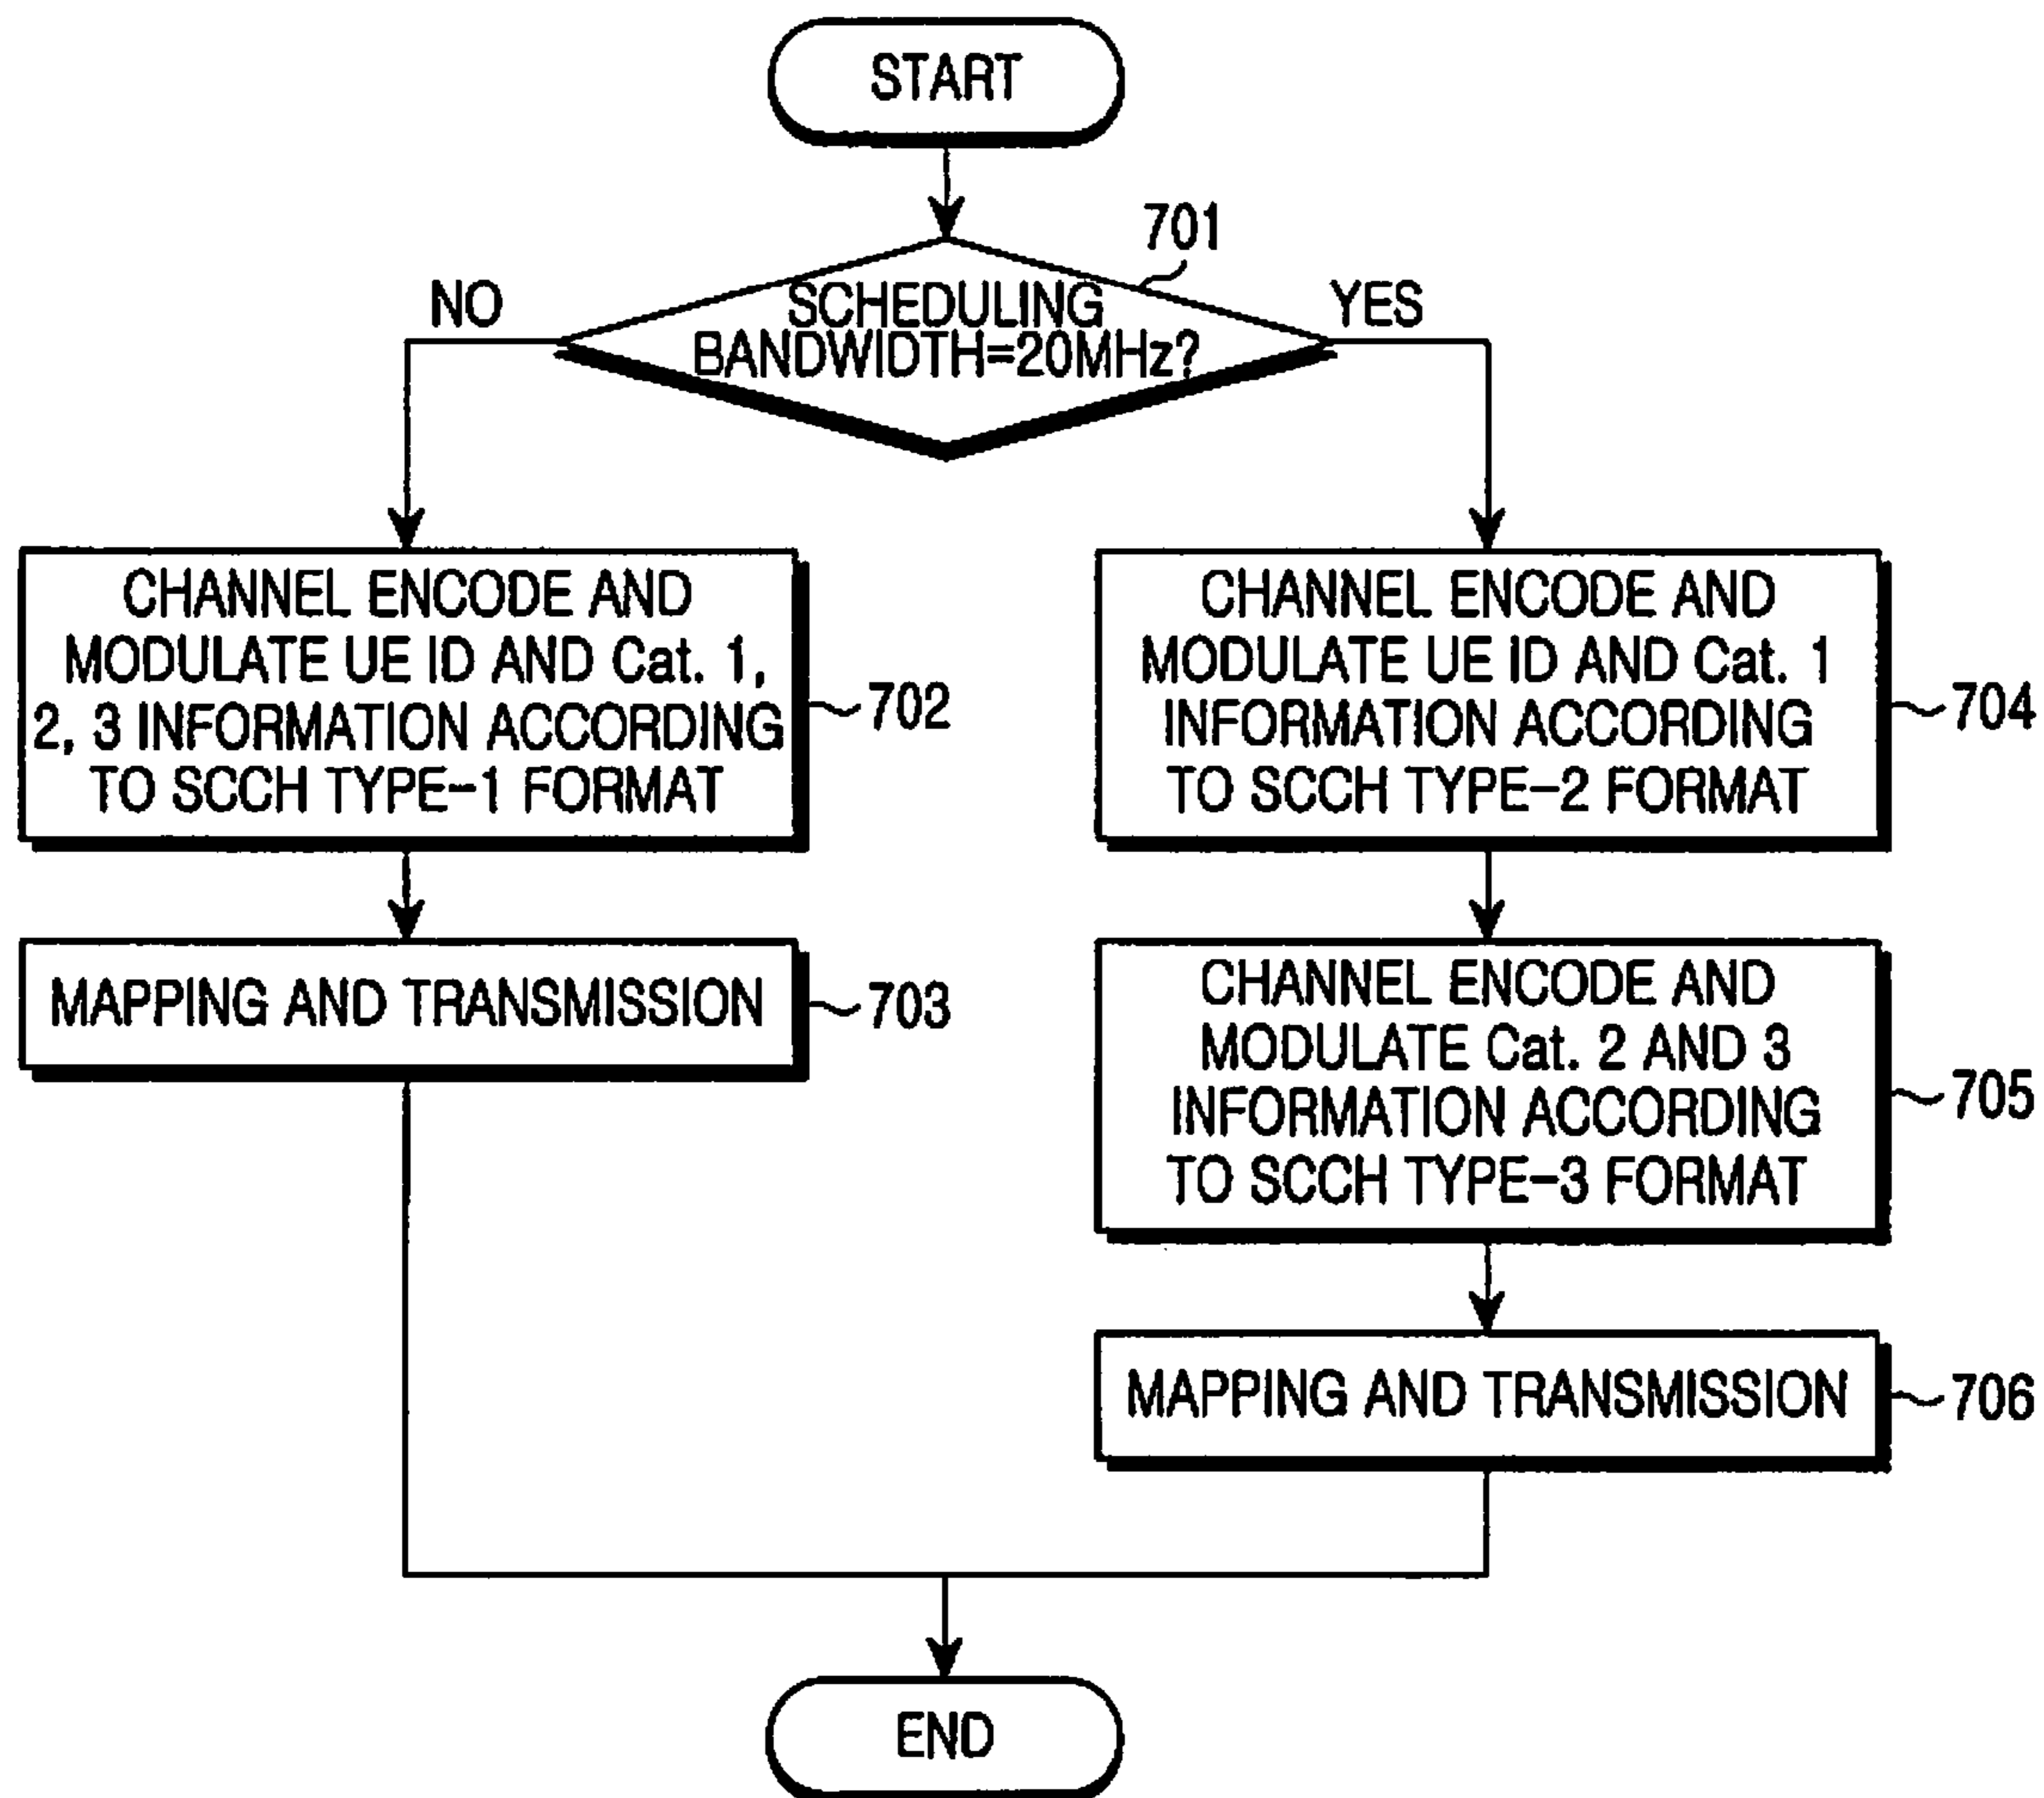 START
701
NO
SCHEDULING
BANDWIDTH=20MHz?
YES
CHANNEL ENCODE AND
MODULATE UE ID AND Cat. 1,
2, 3 INFORMATION ACCORDING
TO SCCH TYPE-1 FORMAT
702
MAPPING AND TRANSMISSION
703
CHANNEL ENCODE AND
MODULATE UE ID AND Cat. 1
INFORMATION ACCORDING
TO SCCH TYPE-2 FORMAT
704
CHANNEL ENCODE AND
MODULATE Cat. 2 AND 3
INFORMATION ACCORDING
TO SCCH TYPE-3 FORMAT
705
MAPPING AND TRANSMISSION
706
END